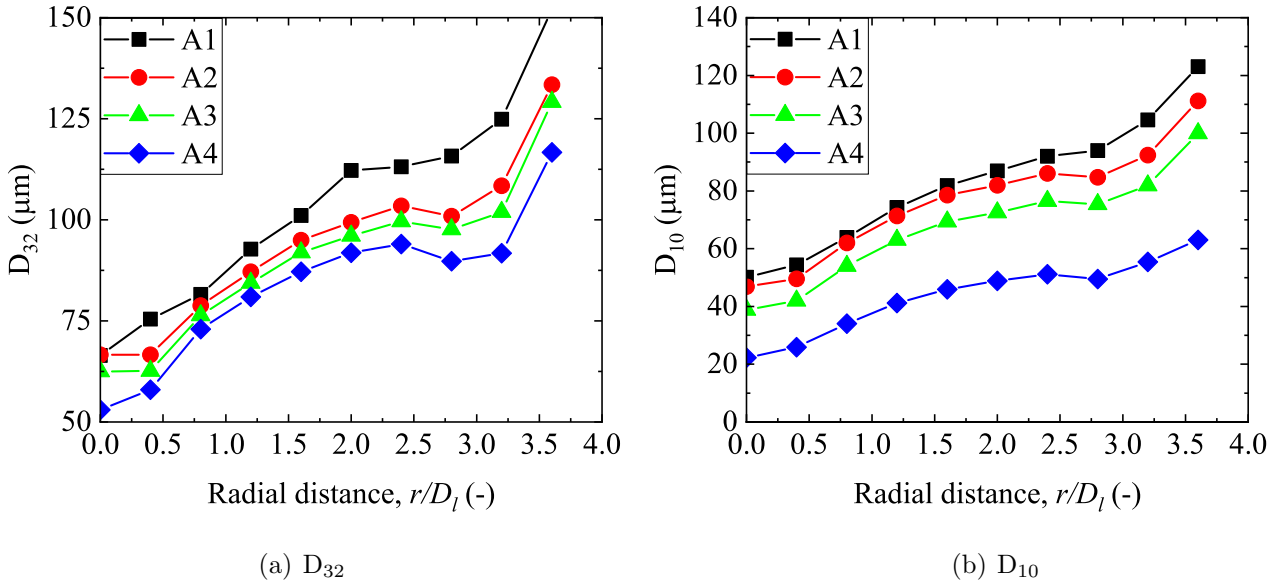 150
125
100
75
50
D32 (μm)
A1
A2
A3
A4
0.0 0.5 1.0 1.5 2.0 2.5 3.0 3.5 4.0
Radial distance, r/Dl (-)
(a) D32
140
120
100
80
60
40
20
0
D10 (μm)
A1
A2
A3
A4
0.0 0.5 1.0 1.5 2.0 2.5 3.0 3.5 4.0
Radial distance, r/Dl (-)
(b) D10